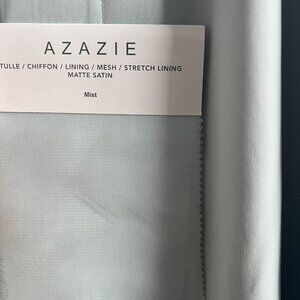 AZAZIE
TULLE / CHIFFON / LINING / MESH / STRETCH LINING
MATTE SATIN
Mist